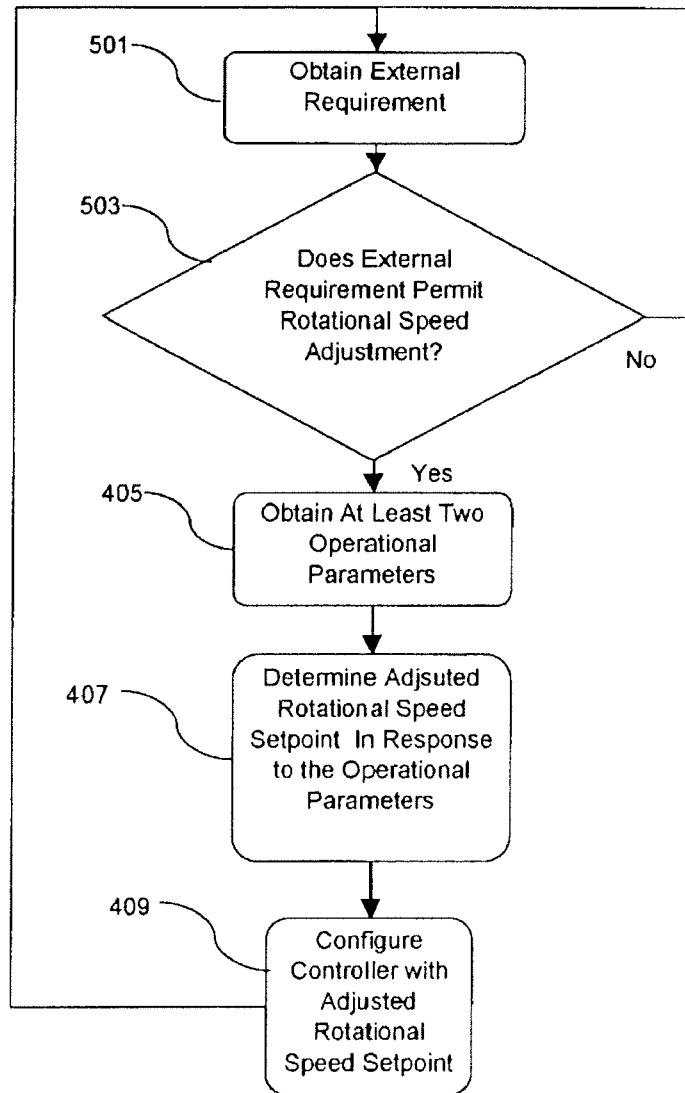 501
Obtain External
Requirement
503
Does External
Requirement Permit
Rotational Speed
Adjustment?
No
Yes
405
Obtain At Least Two
Operational
Parameters
407
Determine Adjsuted
Rotational Speed
Setpoint In Response
to the Operational
Parameters
409
Configure
Controller with
Adjusted
Rotational
Speed Setpoint